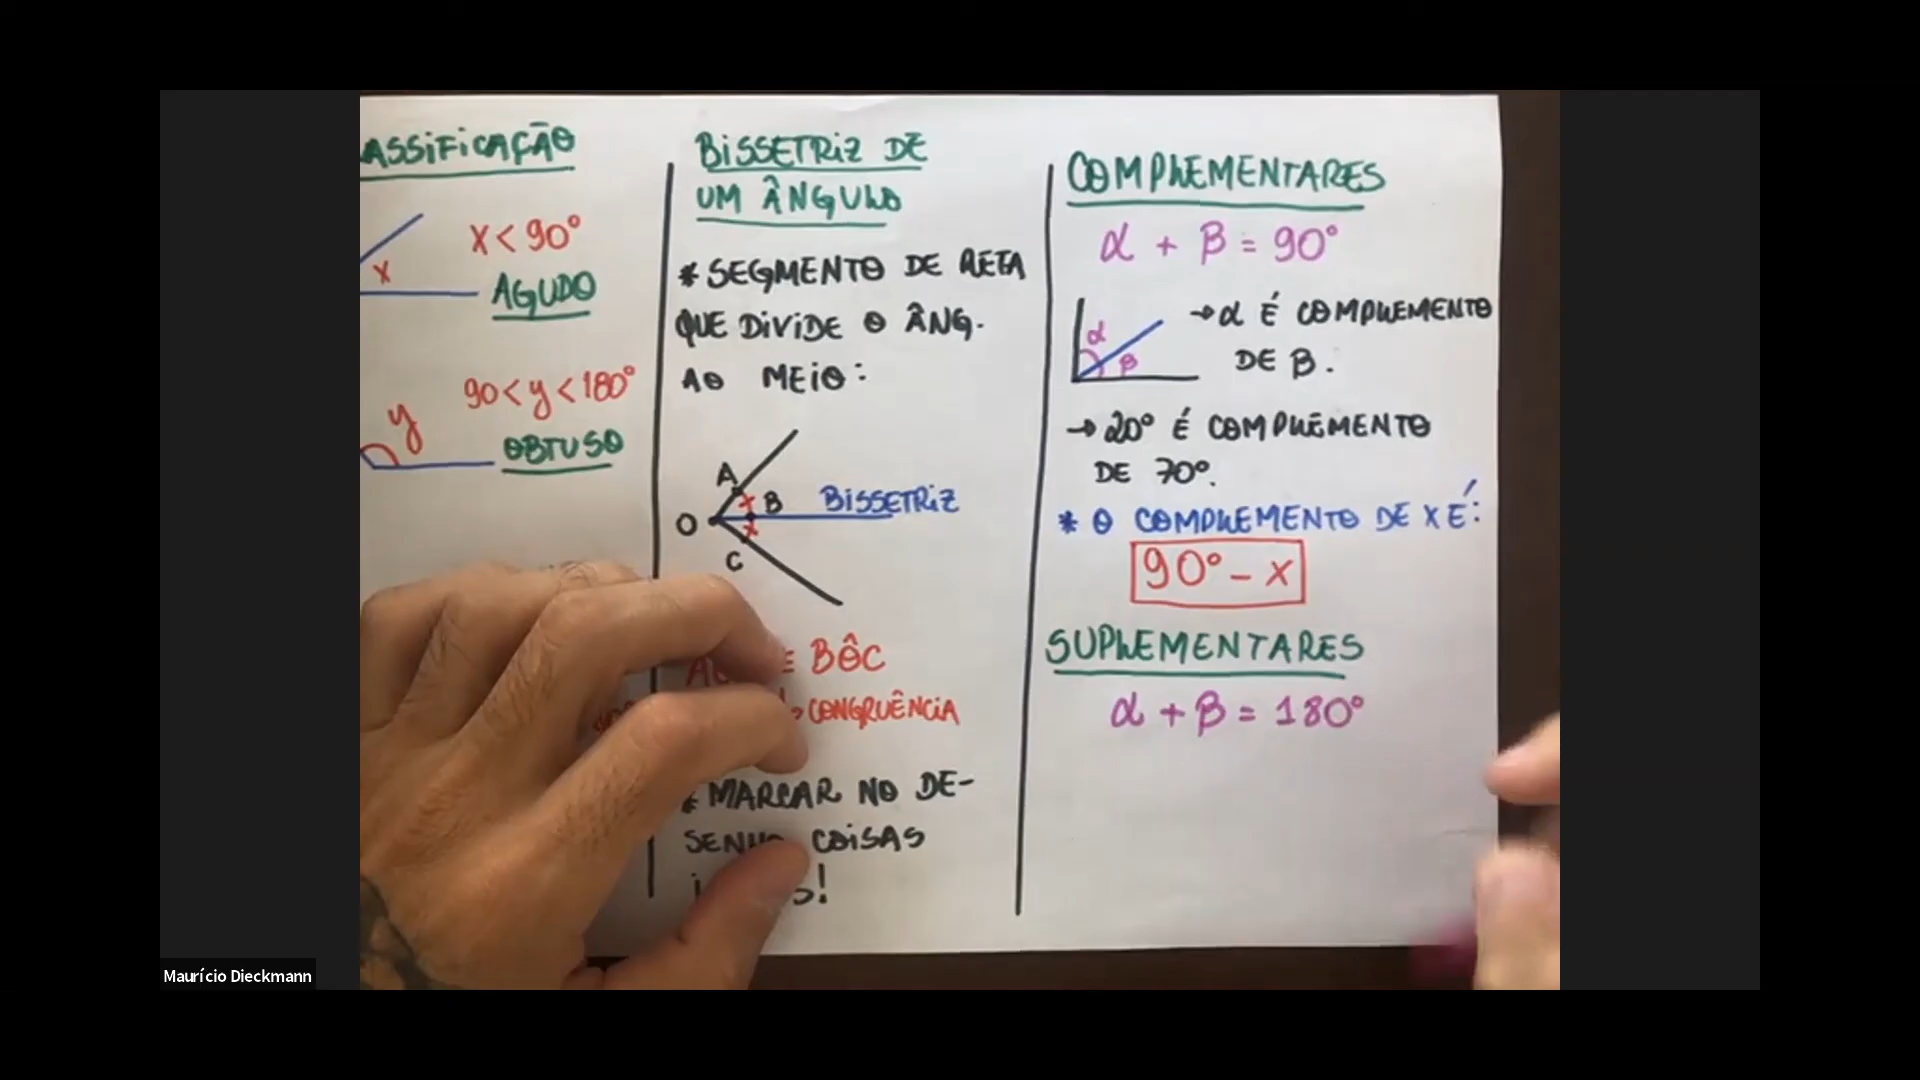 ASSIFICAÇÃO
X < 90°
X
AGUDO
90 < y < 180°
y
OBTUSO
BISSETRIZ DE
UM ÂNGULO
* SEGMENTO DE RETA
QUE DIVIDE O ÂNG.
AO MEIO:
A
x
B
BISSETRIZ
O
x
C
≡ BÔC
↳ CONGRUÊNCIA
* MARCAR NO DE-
COISAS
COMPLEMENTARES
α + β = 90°
α
β
→ α É COMPLEMENTO
DE β.
→ 20° É COMPLEMENTO
DE 70°.
* O COMPLEMENTO DE X É:
90° - X
SUPLEMENTARES
α + β = 180°
Maurício Dieckmann